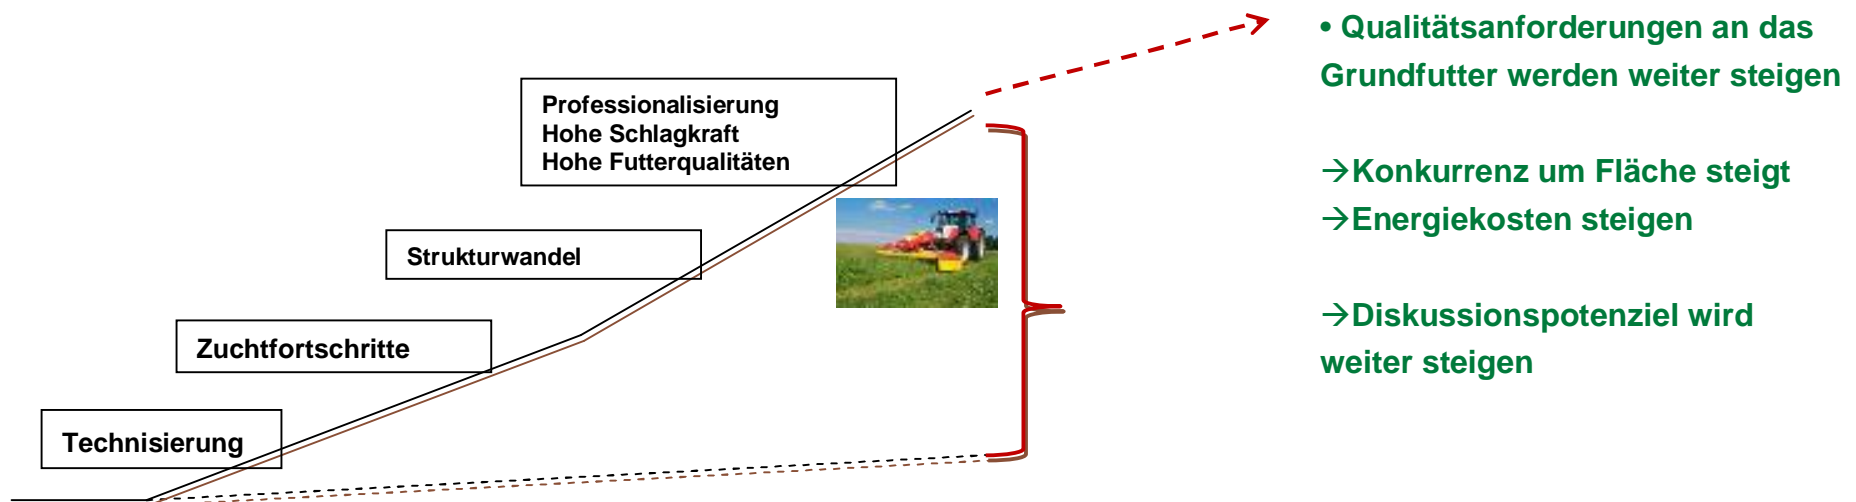 • Qualitätsanforderungen an das
Grundfutter werden weiter steigen
→Konkurrenz um Fläche steigt
→Energiekosten steigen
→Diskussionspotenziel wird
weiter steigen
Professionalisierung
Hohe Schlagkraft
Hohe Futterqualitäten
Strukturwandel
Zuchtfortschritte
Technisierung